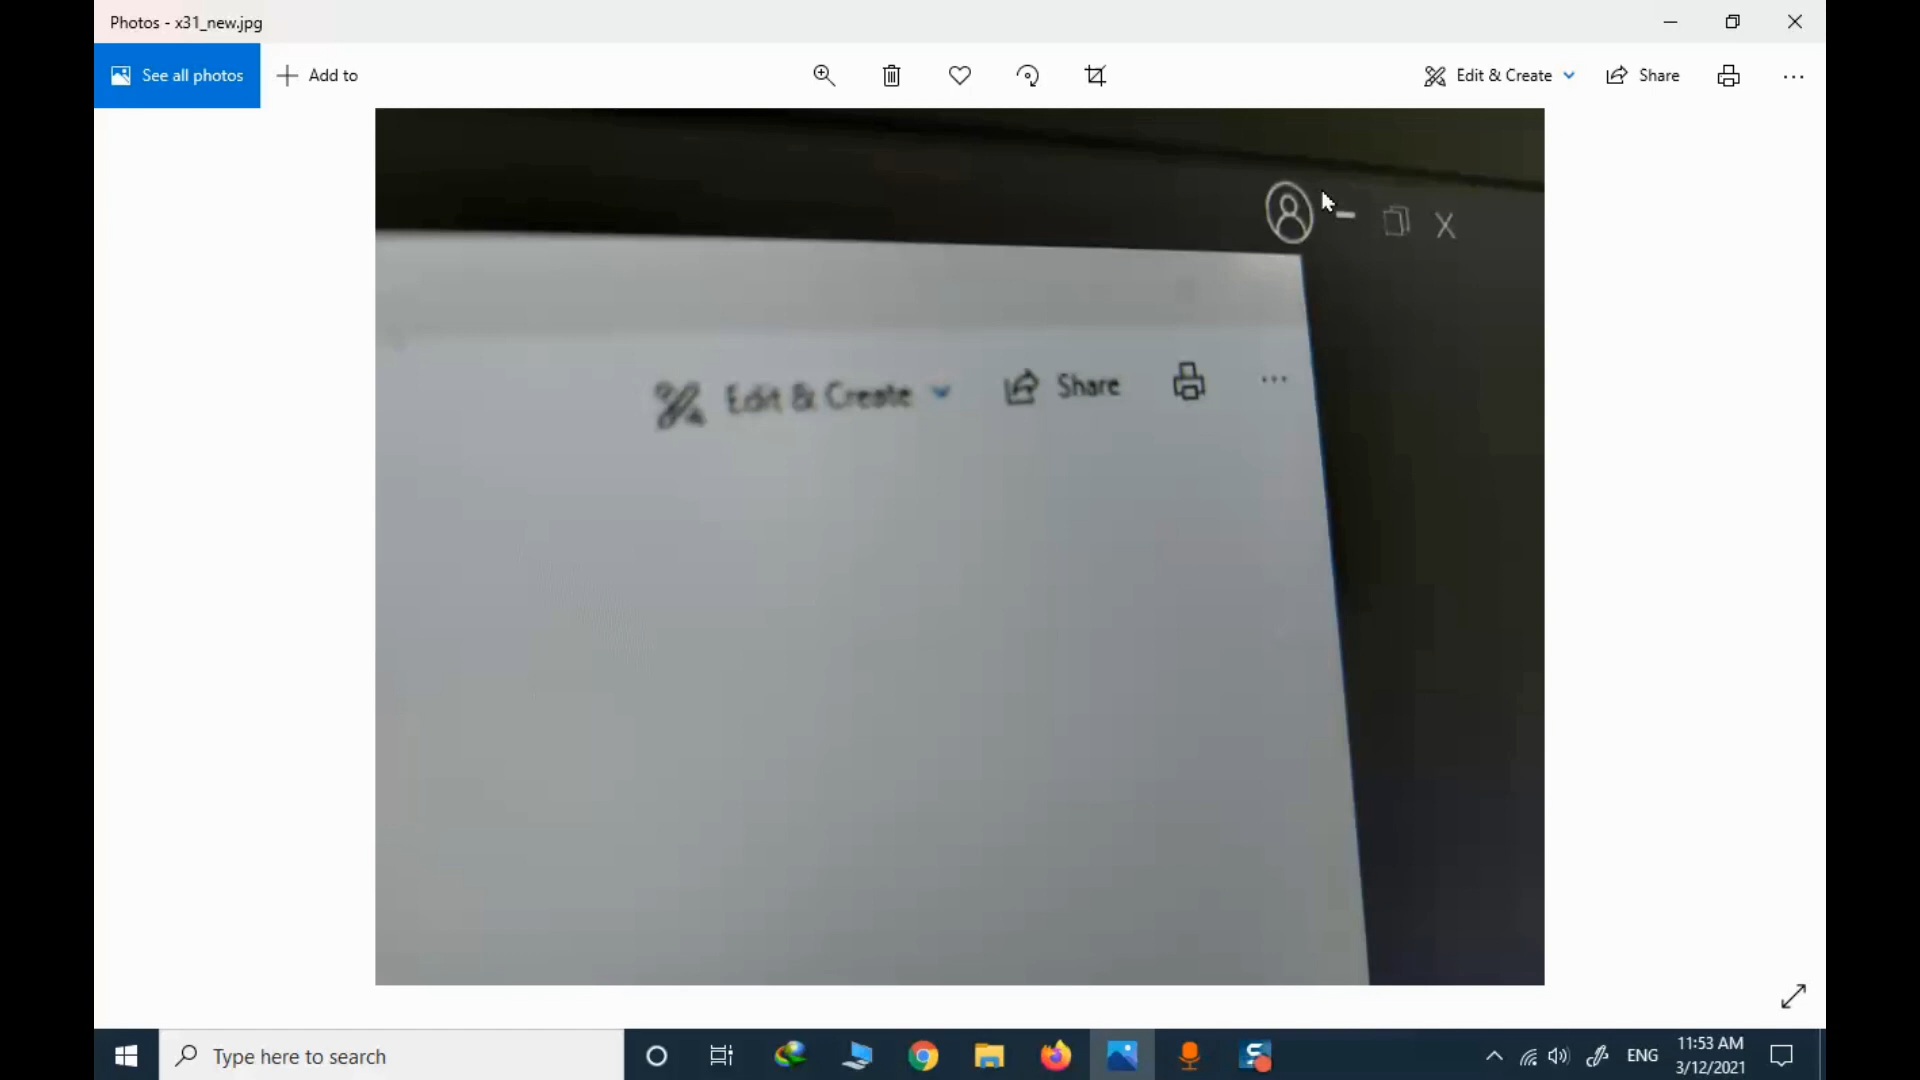 Photos - x31_new.jpg
See all photos
Add to
Edit & Create
Share
Edit & Create
Share
Type here to search
ENG
11:53 AM
3/12/2021